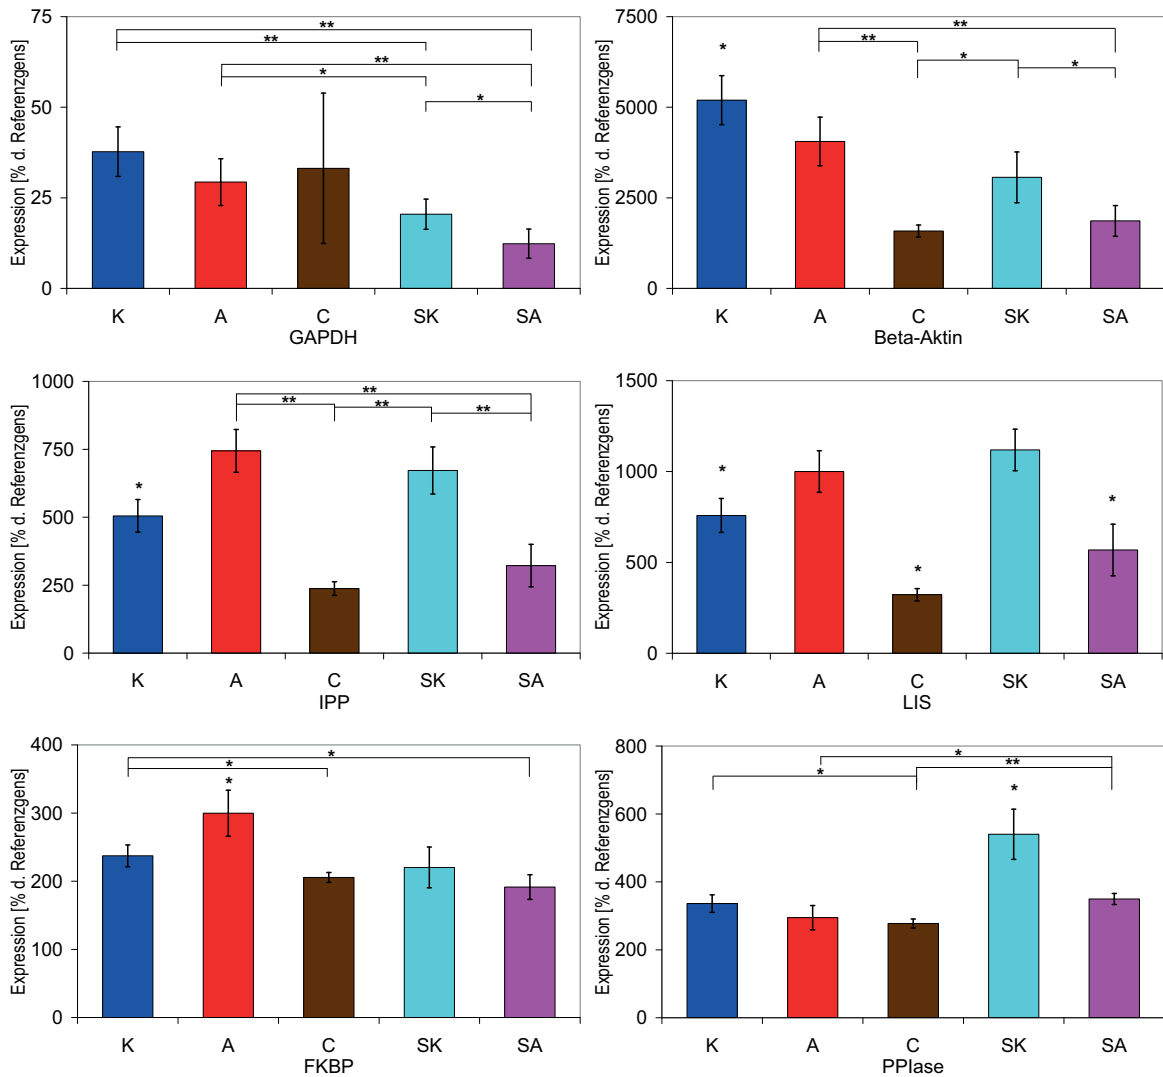 Expression [% d. Referenzgens]
75
50
25
0
**
**
**
*
*
K A C SK SA
GAPDH
Expression [% d. Referenzgens]
7500
5000
2500
0
*
**
**
*
*
K A C SK SA
Beta-Aktin
Expression [% d. Referenzgens]
1000
750
500
250
0
*
**
**
**
**
K A C SK SA
IPP
Expression [% d. Referenzgens]
1500
1000
500
0
*
*
*
K A C SK SA
LIS
Expression [% d. Referenzgens]
400
300
200
100
0
*
*
*
K A C SK SA
FKBP
Expression [% d. Referenzgens]
800
600
400
200
0
*
*
**
*
K A C SK SA
PPIase